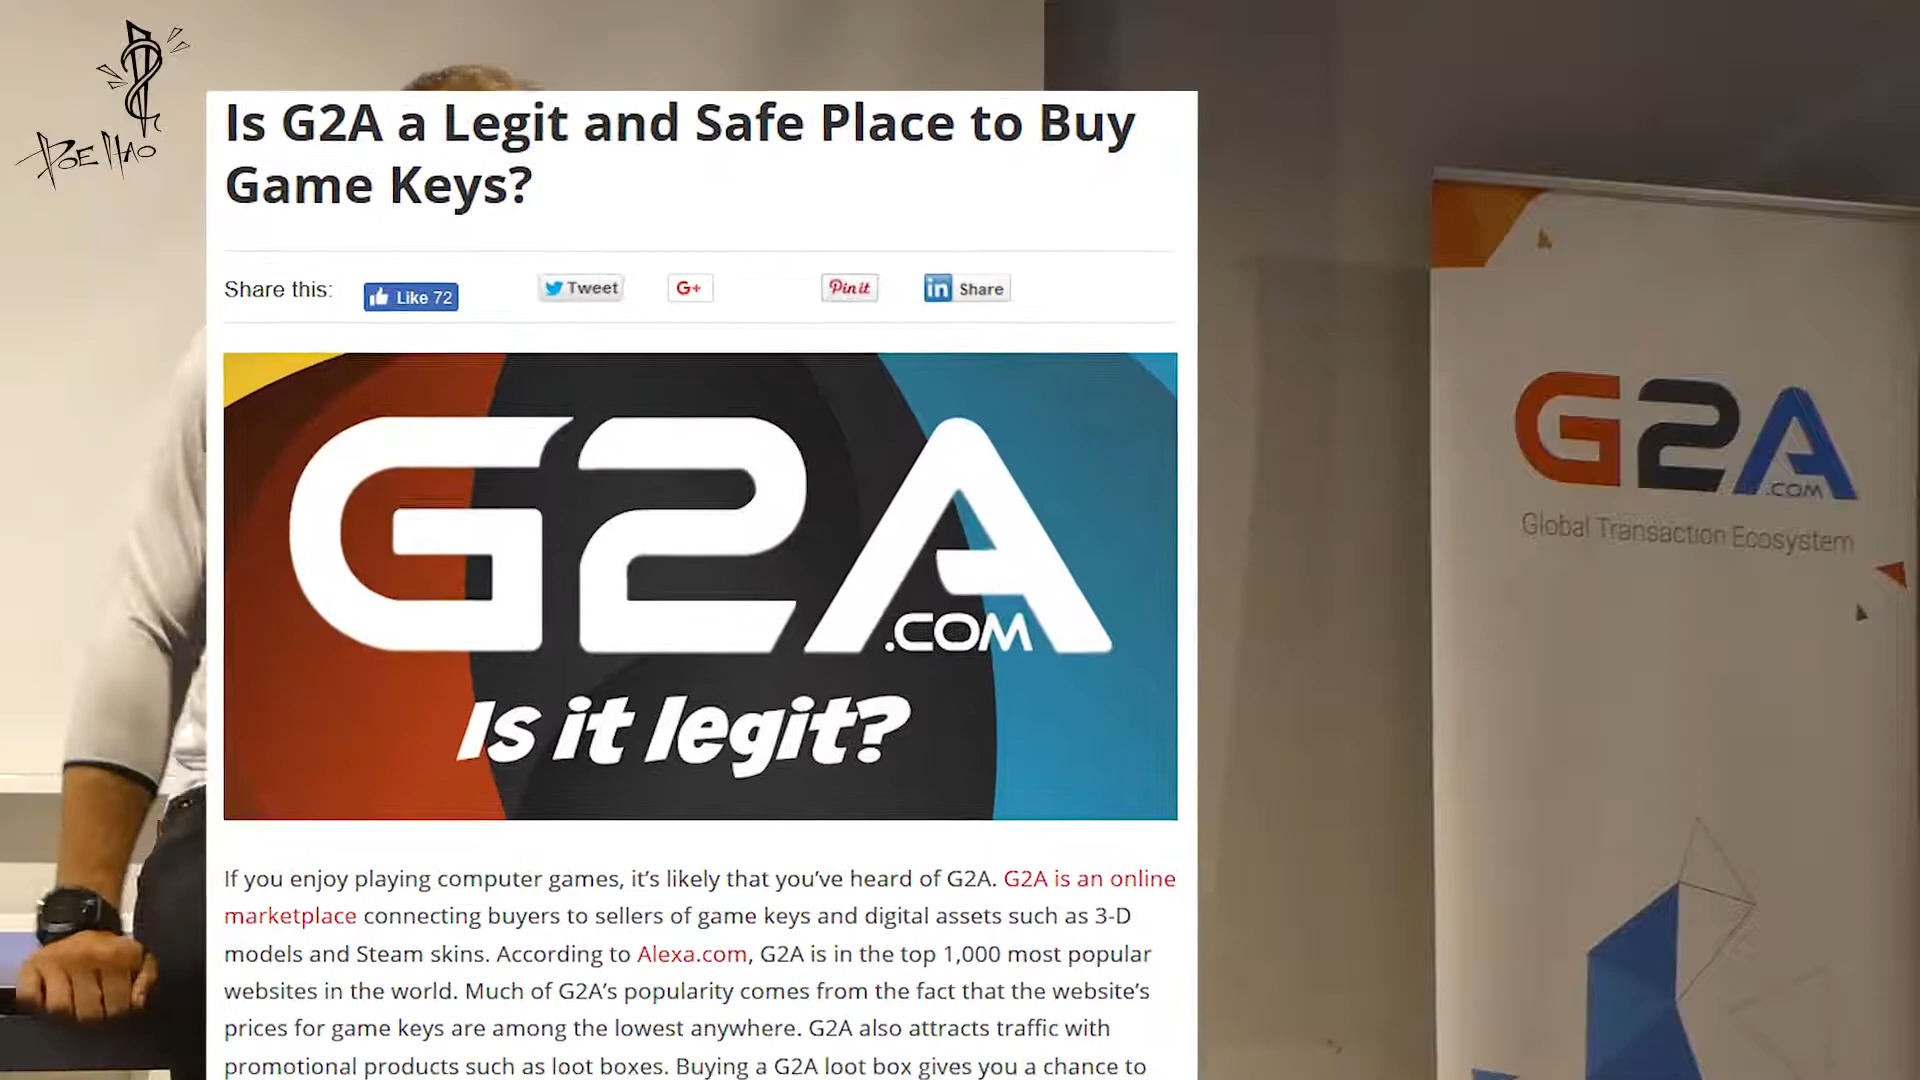 Is G2A a Legit and Safe Place to Buy
Game Keys?
Share this:
Like 72
Tweet
G+
Pin it
in Share
G2A
.COM
Is it legit?
If you enjoy playing computer games, it’s likely that you’ve heard of G2A. G2A is an online
marketplace connecting buyers to sellers of game keys and digital assets such as 3-D
models and Steam skins. According to Alexa.com, G2A is in the top 1,000 most popular
websites in the world. Much of G2A’s popularity comes from the fact that the website’s
prices for game keys are among the lowest anywhere. G2A also attracts traffic with
promotional products such as loot boxes. Buying a G2A loot box gives you a chance to
G2A
.COM
Global Transaction Ecosystem